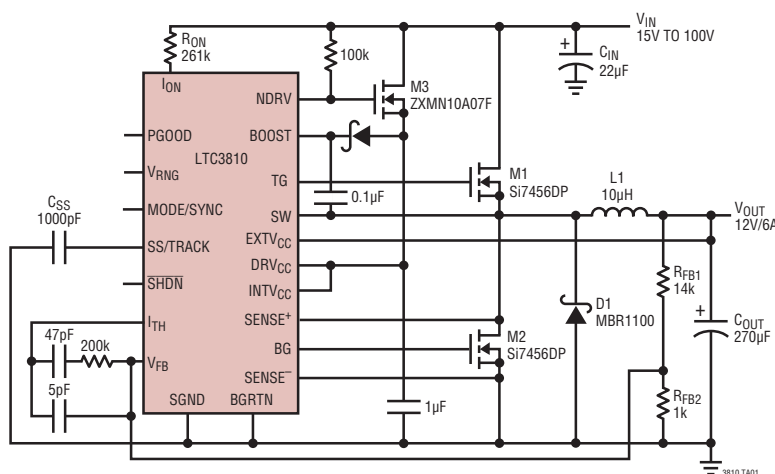 V_IN
15V TO 100V
R_ON
261k
100k
+
C_IN
22µF
M3
ZXMN10A07F
I_ON
NDRV
PGOOD
BOOST
LTC3810
V_RNG
TG
M1
Si7456DP
0.1µF
L1
10µH
C_SS
1000pF
MODE/SYNC
SW
V_OUT
12V/6A
EXTV_CC
SS/TRACK
DRV_CC
R_FB1
14k
SHDN
INTV_CC
D1
MBR1100
+
C_OUT
270µF
SENSE+
I_TH
M2
Si7456DP
47pF
200k
BG
V_FB
5pF
SENSE–
SGND
BGRTN
1µF
R_FB2
1k
3810 TA01